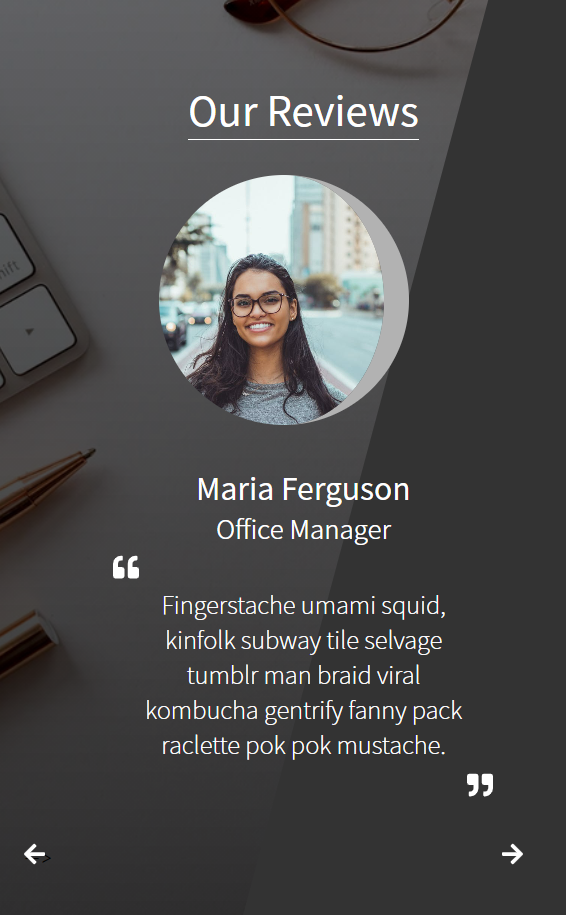 Our Reviews
shift
Maria Ferguson
Office Manager
“
Fingerstache umami squid,
kinfolk subway tile selvage
tumblr man braid viral
kombucha gentrify fanny pack
raclette pok pok mustache.
”
>